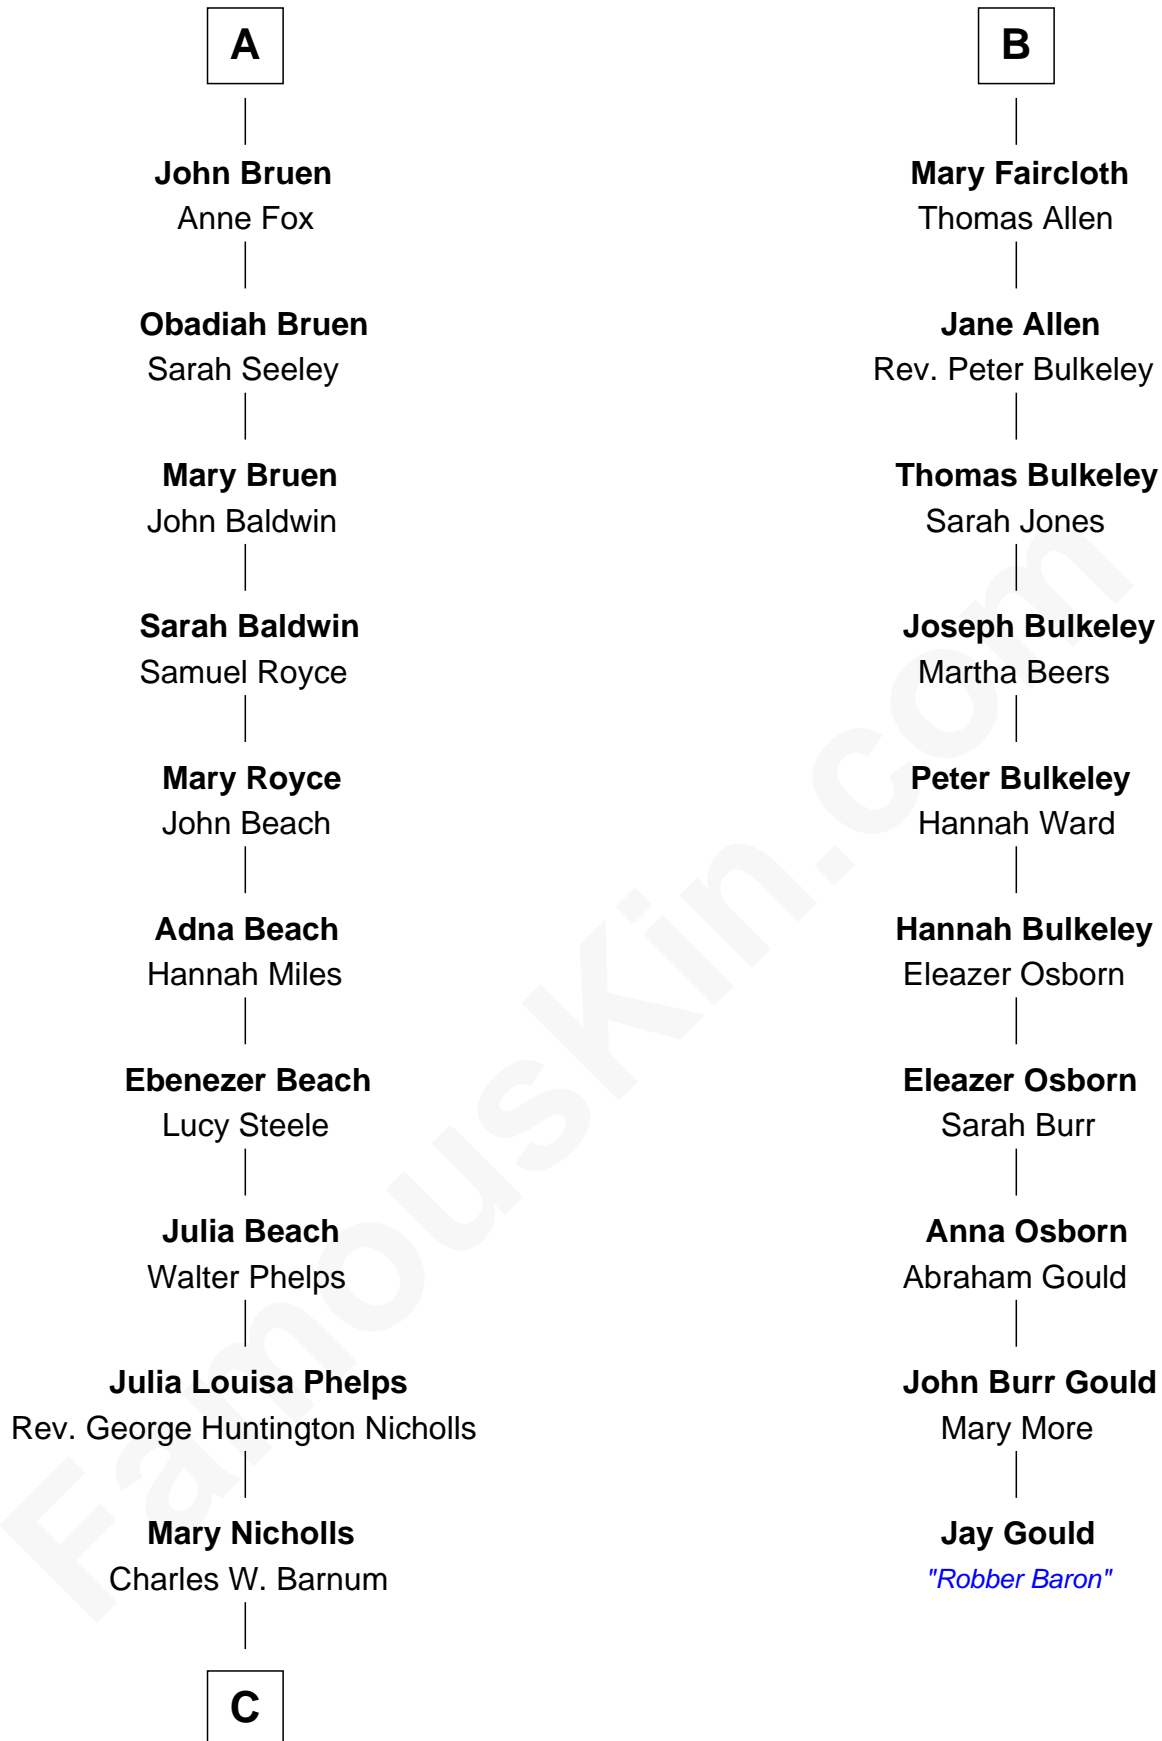 A
John Bruen
Anne Fox
Obadiah Bruen
Sarah Seeley
Mary Bruen
John Baldwin
Sarah Baldwin
Samuel Royce
Mary Royce
John Beach
Adna Beach
Hannah Miles
Ebenezer Beach
Lucy Steele
Julia Beach
Walter Phelps
Julia Louisa Phelps
Rev. George Huntington Nicholls
Mary Nicholls
Charles W. Barnum
C
B
Mary Faircloth
Thomas Allen
Jane Allen
Rev. Peter Bulkeley
Thomas Bulkeley
Sarah Jones
Joseph Bulkeley
Martha Beers
Peter Bulkeley
Hannah Ward
Hannah Bulkeley
Eleazer Osborn
Eleazer Osborn
Sarah Burr
Anna Osborn
Abraham Gould
John Burr Gould
Mary More
Jay Gould
"Robber Baron"
FamousKin.com